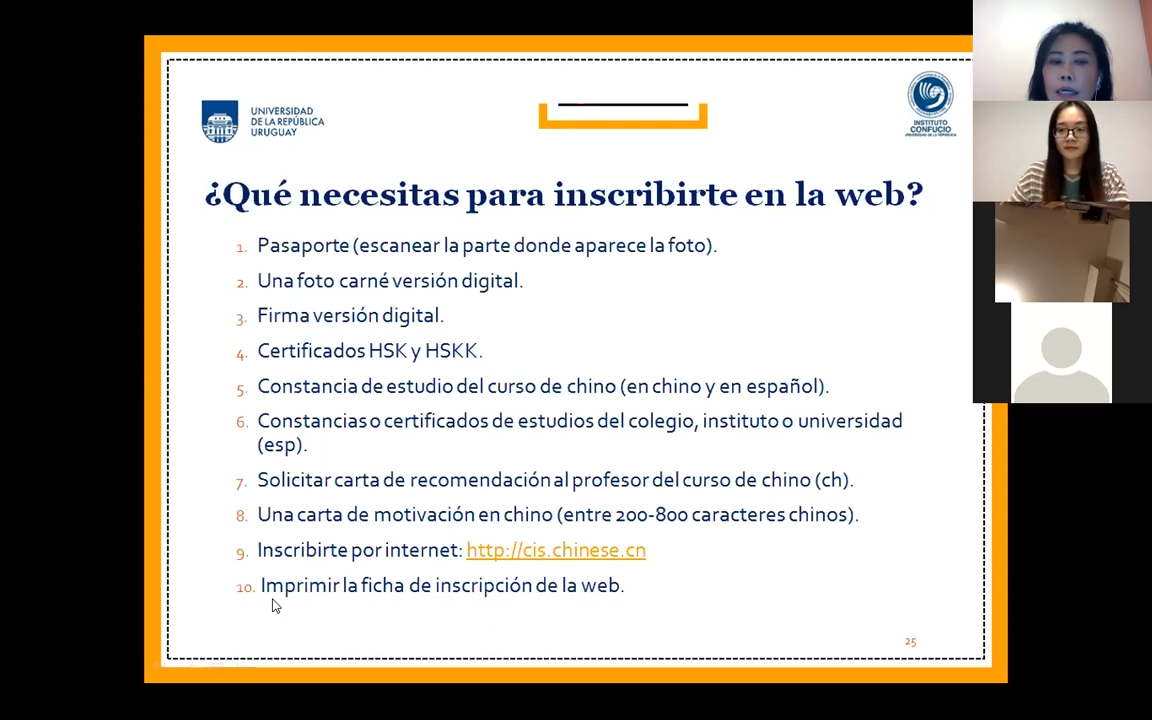 UNIVERSIDAD
DE LA REPÚBLICA
URUGUAY
INSTITUTO
CONFUCIO
¿Qué necesitas para inscribirte en la web?
1. Pasaporte (escanear la parte donde aparece la foto).
2. Una foto carné versión digital.
3. Firma versión digital.
4. Certificados HSK y HSKK.
5. Constancia de estudio del curso de chino (en chino y en español).
6. Constancias o certificados de estudios del colegio, instituto o universidad
(esp).
7. Solicitar carta de recomendación al profesor del curso de chino (ch).
8. Una carta de motivación en chino (entre 200-800 caracteres chinos).
9. Inscribirte por internet: http://cis.chinese.cn
10. Imprimir la ficha de inscripción de la web.
25